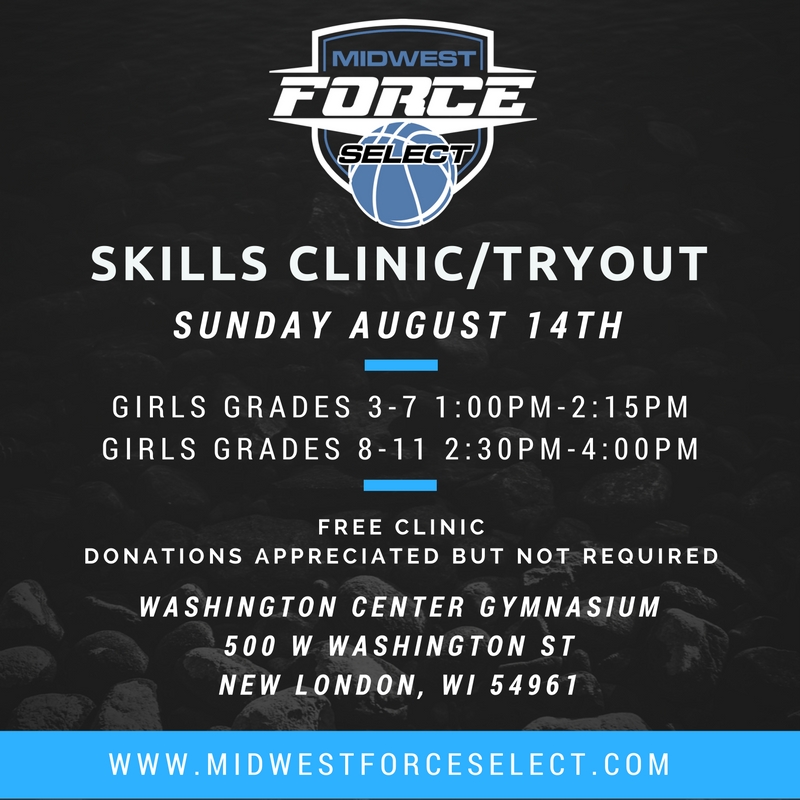 MIDWEST
FORCE
SELECT
SKILLS CLINIC/TRYOUT
SUNDAY AUGUST 14TH
GIRLS GRADES 3-7 1:00PM-2:15PM
GIRLS GRADES 8-11 2:30PM-4:00PM
FREE CLINIC
DONATIONS APPRECIATED BUT NOT REQUIRED
WASHINGTON CENTER GYMNASIUM
500 W WASHINGTON ST
NEW LONDON, WI 54961
WWW.MIDWESTFORCESELECT.COM